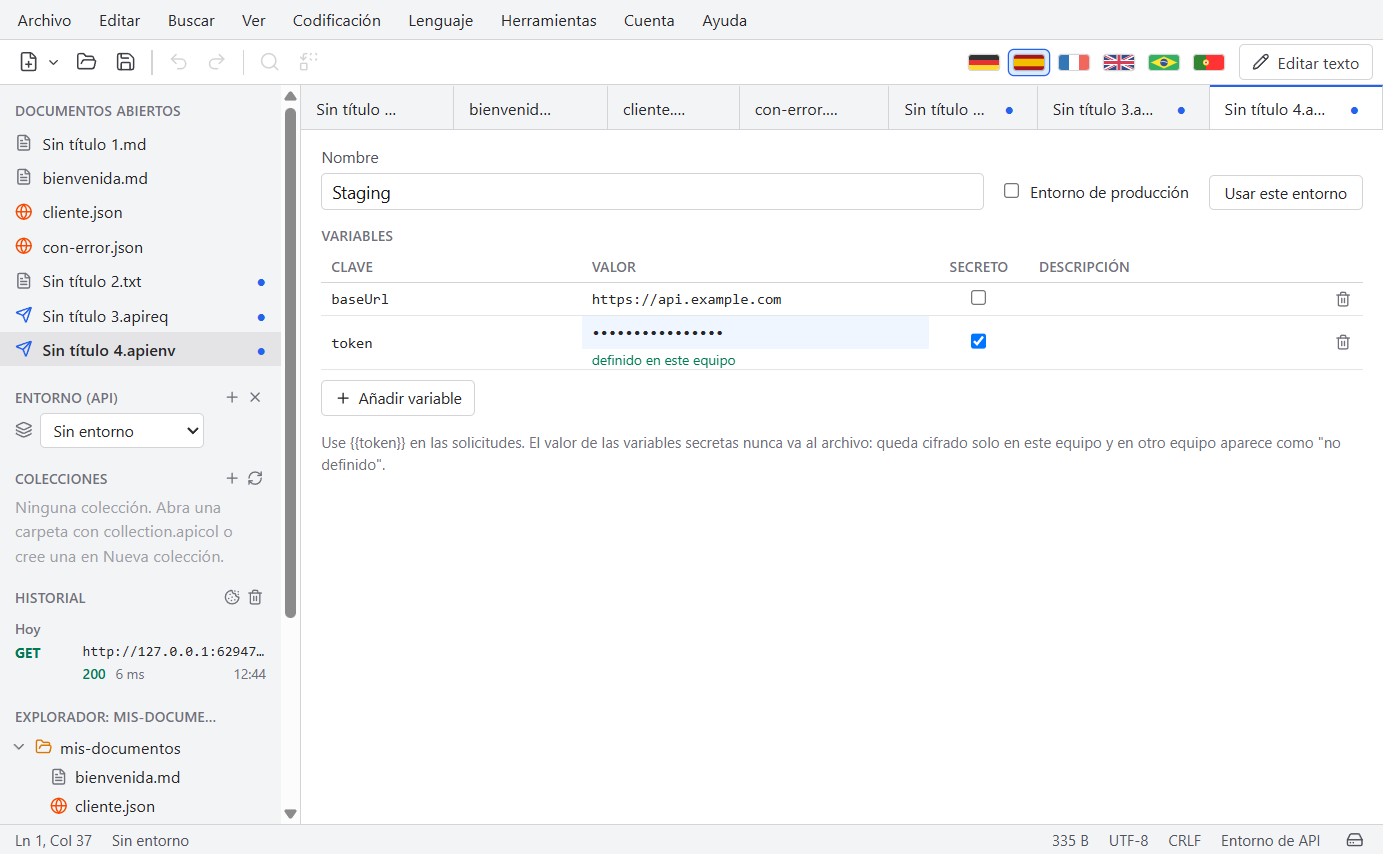 Archivo Editar Buscar Ver Codificación Lenguaje Herramientas Cuenta Ayuda
Editar texto
DOCUMENTOS ABIERTOS
Sin título 1.md
bienvenida.md
cliente.json
con-error.json
Sin título 2.txt
Sin título 3.apireq
Sin título 4.apienv
ENTORNO (API)
Sin entorno
COLECCIONES
Ninguna colección. Abra una
carpeta con collection.apicol o
cree una en Nueva colección.
HISTORIAL
Hoy
GET http://127.0.0.1:62947…
200 6 ms 12:44
EXPLORADOR: MIS-DOCUME...
mis-documentos
bienvenida.md
cliente.json
Sin título ... bienvenid... cliente.... con-error.... Sin título ... Sin título 3.a... Sin título 4.a...
Nombre
Staging
Entorno de producción
Usar este entorno
VARIABLES
CLAVE VALOR SECRETO DESCRIPCIÓN
baseUrl https://api.example.com
token ••••••••••••••••
definido en este equipo
Añadir variable
Use {{token}} en las solicitudes. El valor de las variables secretas nunca va al archivo: queda cifrado solo en este equipo y en otro equipo aparece como "no
definido".
Ln 1, Col 37 Sin entorno 335 B UTF-8 CRLF Entorno de API